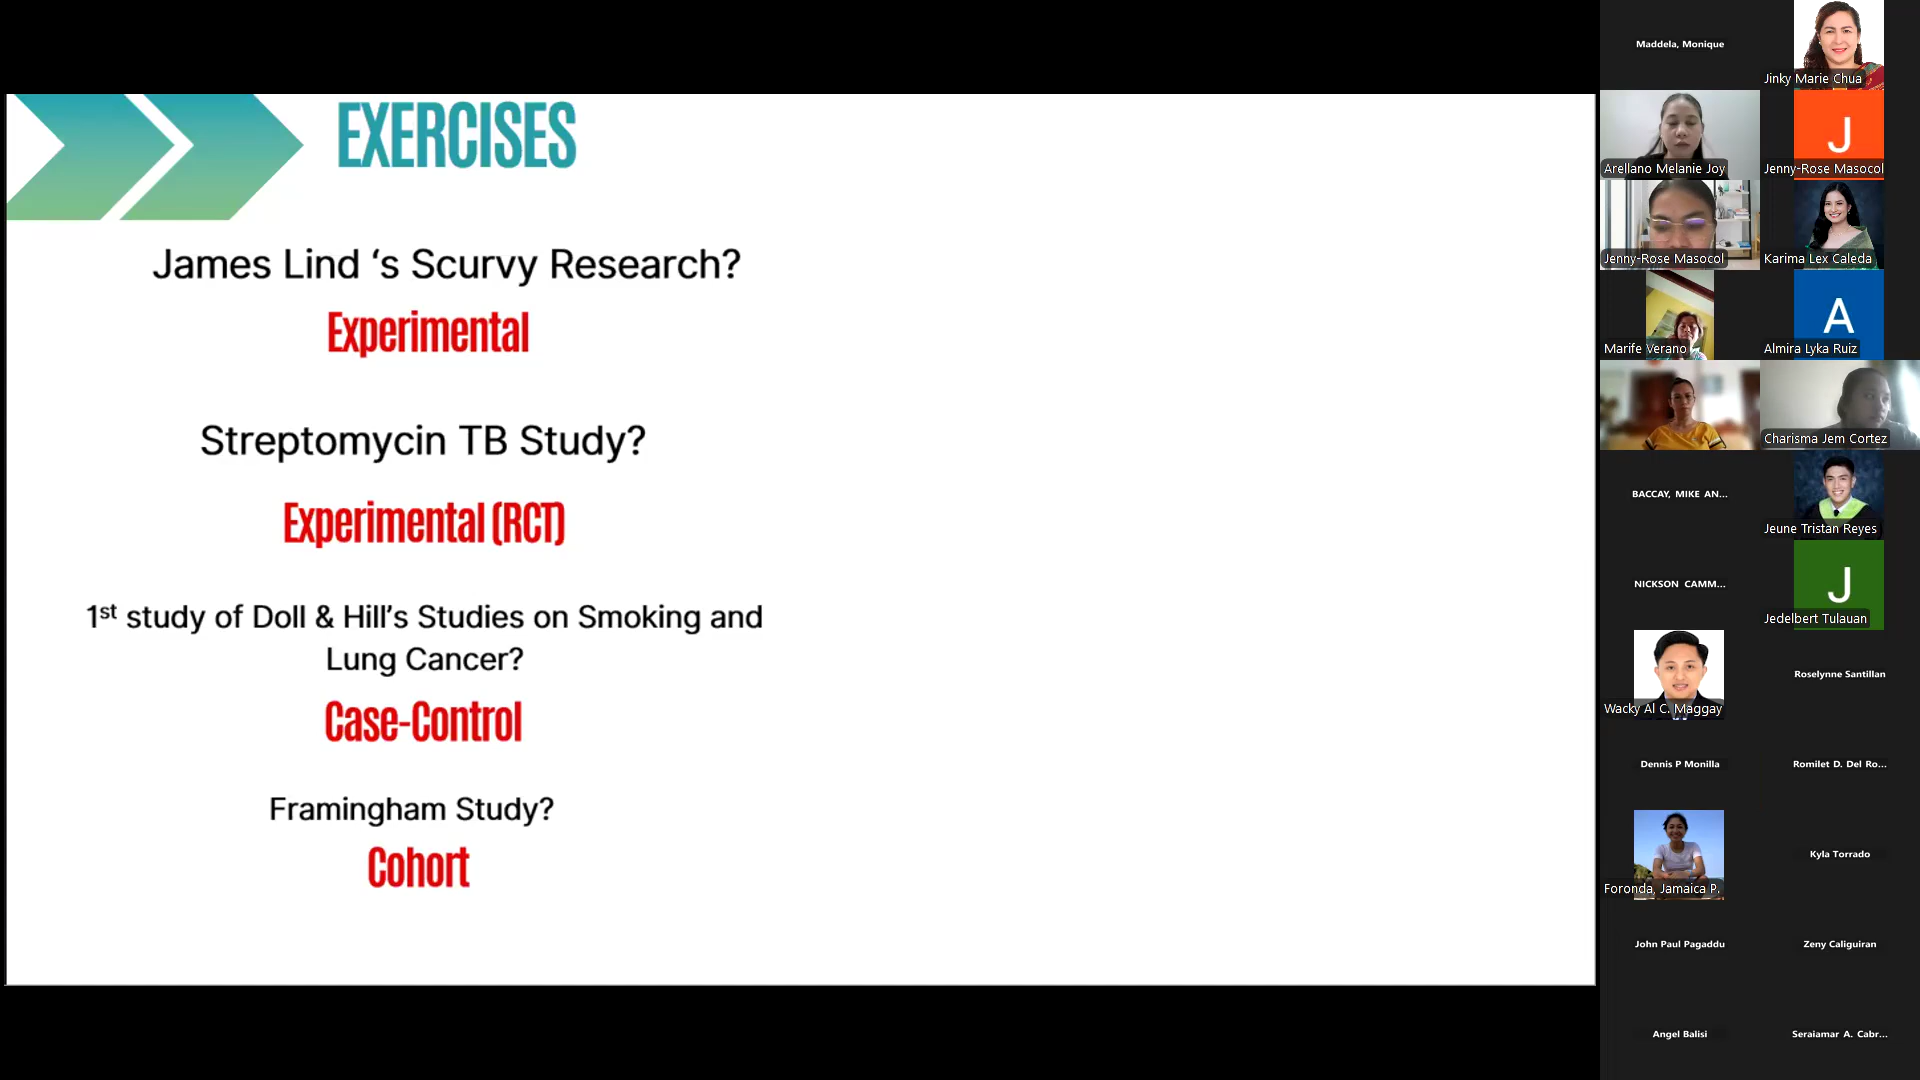 EXERCISES
James Lind ‘s Scurvy Research?
Experimental
Streptomycin TB Study?
Experimental (RCT)
1st study of Doll & Hill’s Studies on Smoking and
Lung Cancer?
Case-Control
Framingham Study?
Cohort
Maddela, Monique
Jinky Marie Chua
Arellano Melanie Joy
J
Jenny-Rose Masocol
Jenny-Rose Masocol
Karima Lex Caleda
Marife Verano
A
Almira Lyka Ruiz
Charisma Jem Cortez
BACCAY, MIKE AN...
Jeune Tristan Reyes
NICKSON CAMM...
J
Jedelbert Tulauan
Wacky Al C. Maggay
Roselynne Santillan
Dennis P Monilla
Romilet D. Del Ro...
Foronda, Jamaica P.
Kyla Torrado
John Paul Pagaddu
Zeny Caliguiran
Angel Balisi
Seraiamar A. Cabr...